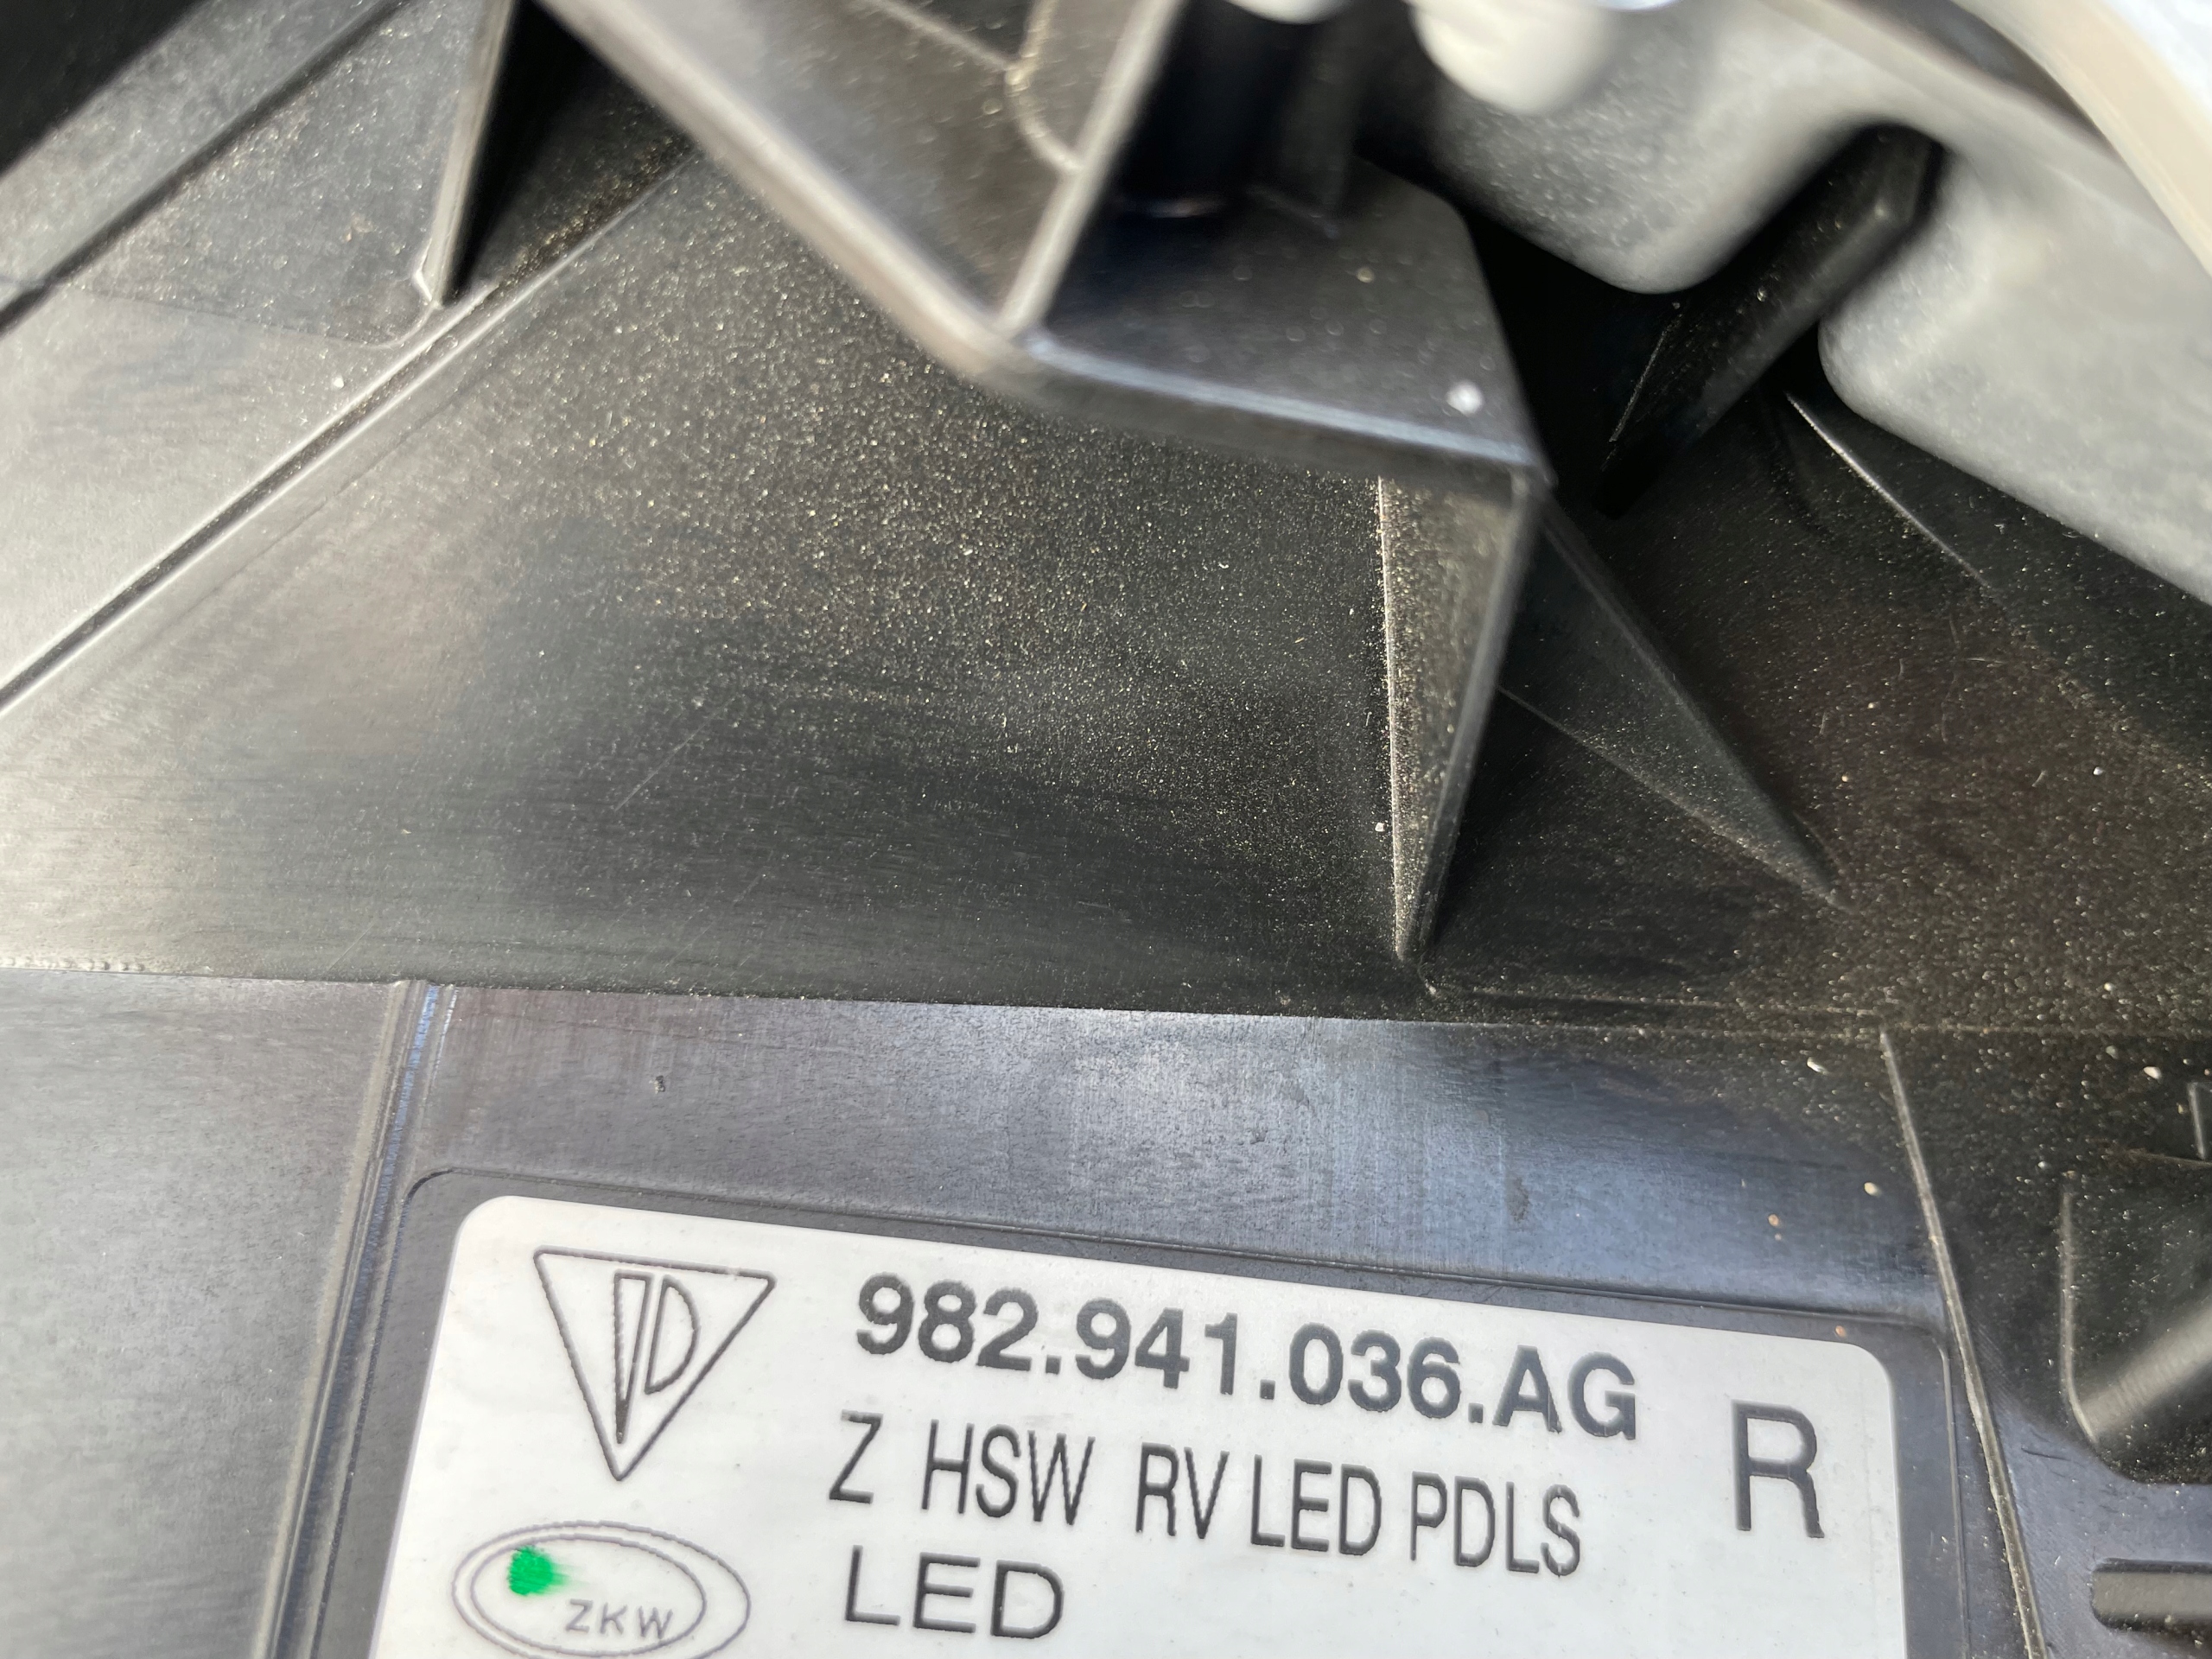 982.941.036.AG
Z HSW RV LED PDLS R
LED
ZKW